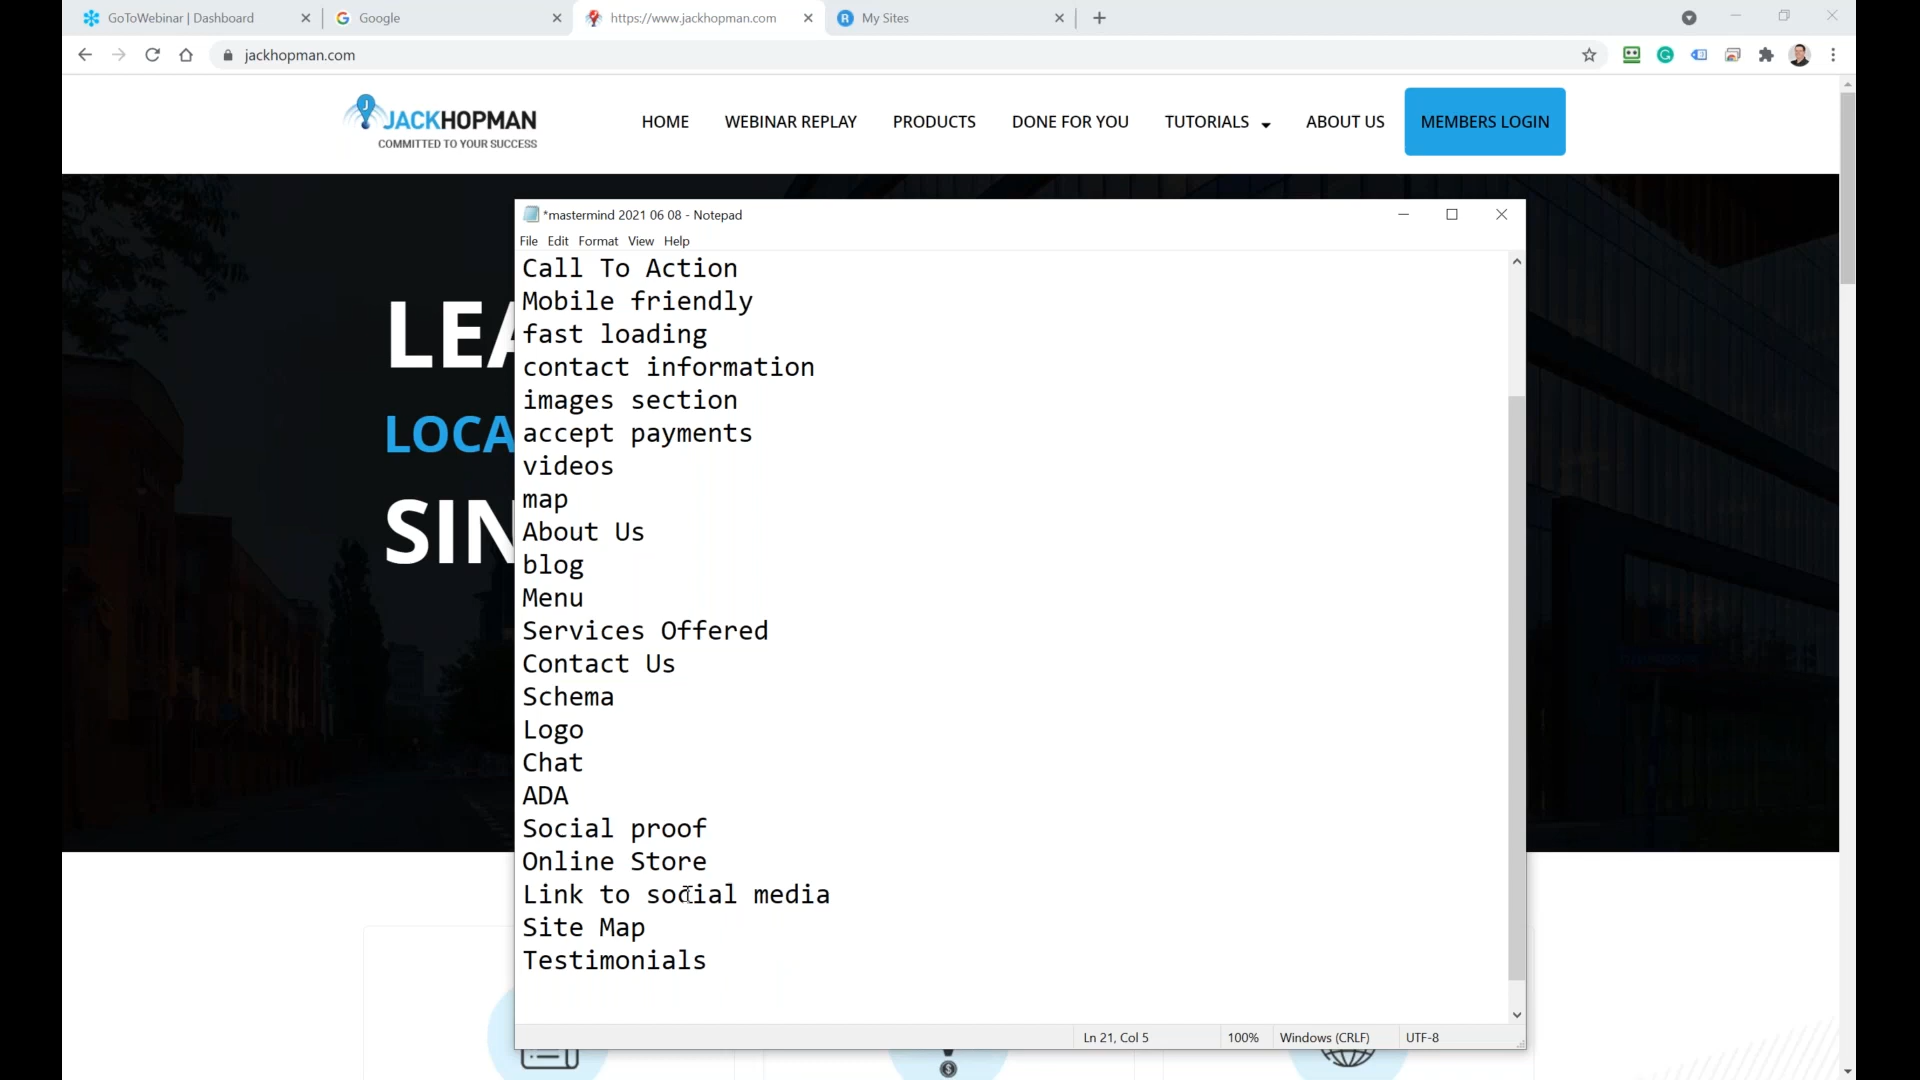 GoToWebinar | Dashboard
Google
https://www.jackhopman.com
My Sites
jackhopman.com
J
JACKHOPMAN
COMMITTED TO YOUR SUCCESS
HOME
WEBINAR REPLAY
PRODUCTS
DONE FOR YOU
TUTORIALS
ABOUT US
MEMBERS LOGIN
*mastermind 2021 06 08 - Notepad
File Edit Format View Help
LEA
LOCA
SIN
Call To Action
Mobile friendly
fast loading
contact information
images section
accept payments
videos
map
About Us
blog
Menu
Services Offered
Contact Us
Schema
Logo
Chat
ADA
Social proof
Online Store
Link to social media
Site Map
Testimonials
Ln 21, Col 5
100%
Windows (CRLF)
UTF-8